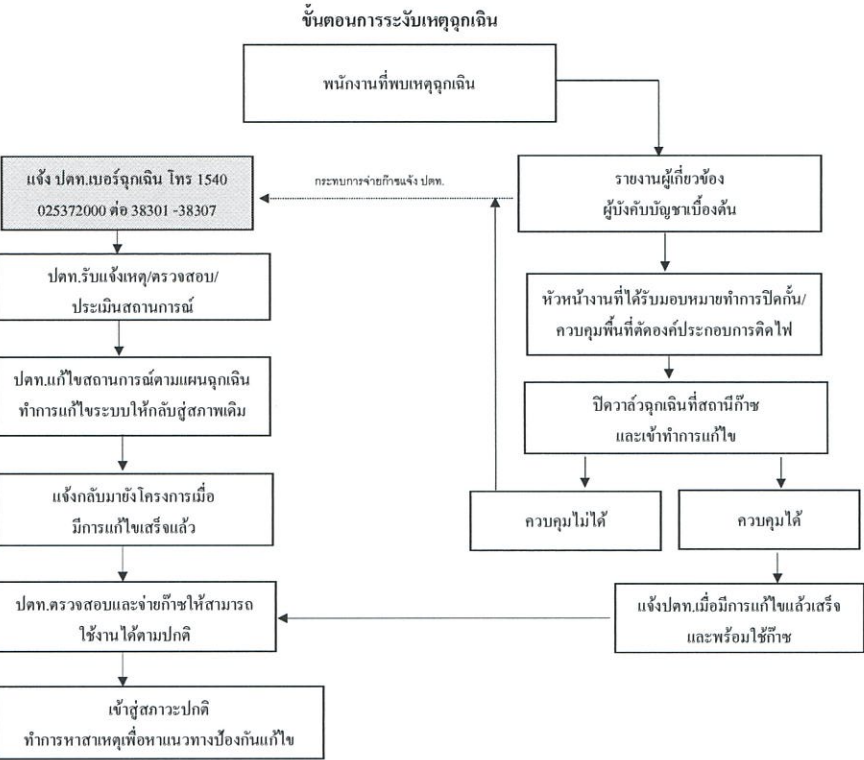 ขั้นตอนการระงับเหตุฉุกเฉิน
พนักงานที่พบเหตุฉุกเฉิน
แจ้ง ปตท.เบอร์ฉุกเฉิน โทร 1540
025372000 ต่อ 38301 -38307
กระทบการจ่ายก๊าซแจ้ง ปตท.
รายงานผู้เกี่ยวข้อง
ผู้บังคับบัญชาเบื้องต้น
ปตท.รับแจ้งเหตุ/ตรวจสอบ/
ประเมินสถานการณ์
หัวหน้างานที่ได้รับมอบหมายทำการปิดกั้น/
ควบคุมพื้นที่ตัดองค์ประกอบการติดไฟ
ปตท.แก้ไขสถานการณ์ตามแผนฉุกเฉิน
ทำการแก้ไขระบบให้กลับสู่สภาพเดิม
ปิดวาล์วฉุกเฉินที่สถานีก๊าซ
และเข้าทำการแก้ไข
แจ้งกลับมายังโครงการเมื่อ
มีการแก้ไขเสร็จแล้ว
ควบคุมไม่ได้
ควบคุมได้
ปตท.ตรวจสอบและจ่ายก๊าซให้สามารถ
ใช้งานได้ตามปกติ
แจ้งปตท.เมื่อมีการแก้ไขแล้วเสร็จ
และพร้อมใช้ก๊าซ
เข้าสู่สภาวะปกติ
ทำการหาสาเหตุเพื่อหาแนวทางป้องกันแก้ไข